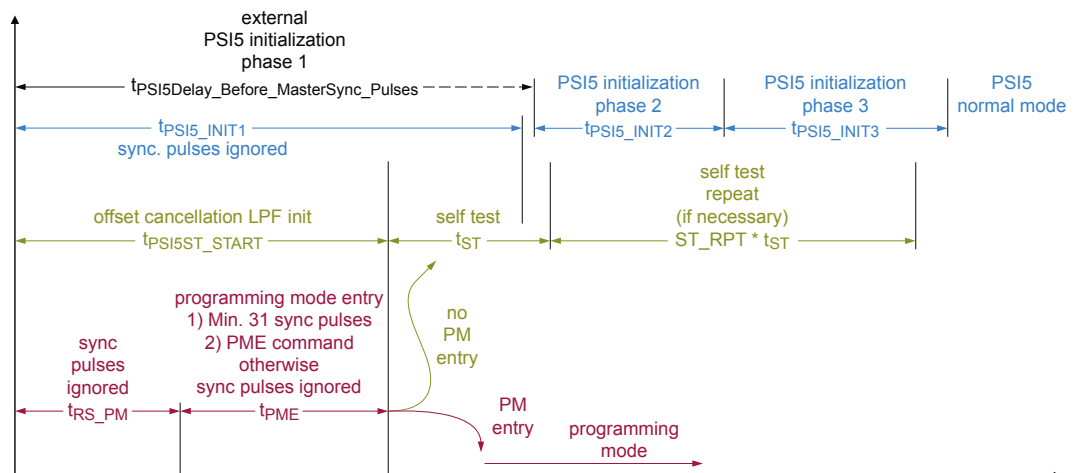 external
PSI5 initialization
phase 1
tPSI5Delay_Before_MasterSync_Pulses
PSI5 initialization
phase 2
tPSI5_INIT2
PSI5 initialization
phase 3
tPSI5_INIT3
PSI5
normal mode
tPSI5_INIT1
sync. pulses ignored
offset cancellation LPF init
tPSI5ST_START
self test
tST
self test
repeat
(if necessary)
ST_RPT * tST
sync
pulses
ignored
tRS_PM
programming mode entry
1) Min. 31 sync pulses
2) PME command
otherwise
sync pulses ignored
tPME
no
PM
entry
PM
entry
programming
mode